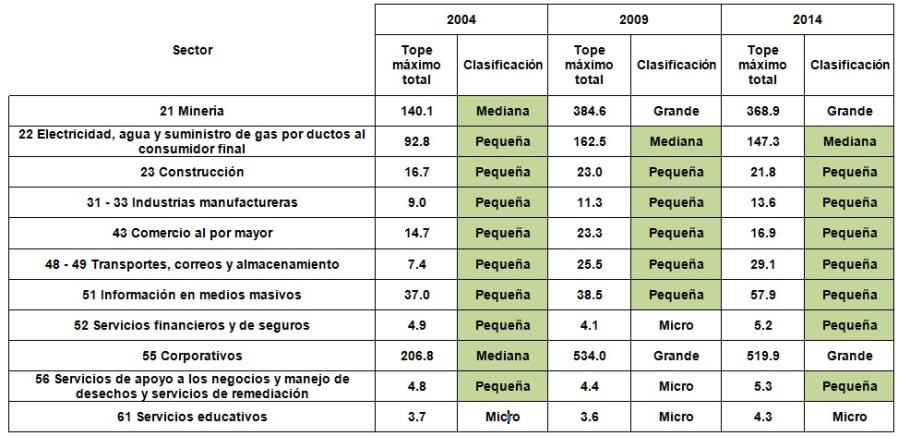 Sector 2004 2009 2014
Tope máximo total Clasificación Tope máximo total Clasificación Tope máximo total Clasificación
21 Minería 140.1 Mediana 384.6 Grande 368.9 Grande
22 Electricidad, agua y suministro de gas por ductos al
consumidor final 92.8 Pequeña 162.5 Mediana 147.3 Mediana
23 Construcción 16.7 Pequeña 23.0 Pequeña 21.8 Pequeña
31 - 33 Industrias manufactureras 9.0 Pequeña 11.3 Pequeña 13.6 Pequeña
43 Comercio al por mayor 14.7 Pequeña 23.3 Pequeña 16.9 Pequeña
48 - 49 Transportes, correos y almacenamiento 7.4 Pequeña 25.5 Pequeña 29.1 Pequeña
51 Información en medios masivos 37.0 Pequeña 38.5 Pequeña 57.9 Pequeña
52 Servicios financieros y de seguros 4.9 Pequeña 4.1 Micro 5.2 Pequeña
55 Corporativos 206.8 Mediana 534.0 Grande 519.9 Grande
56 Servicios de apoyo a los negocios y manejo de
desechos y servicios de remediación 4.8 Pequeña 4.4 Micro 5.3 Pequeña
61 Servicios educativos 3.7 Micro 3.6 Micro 4.3 Micro